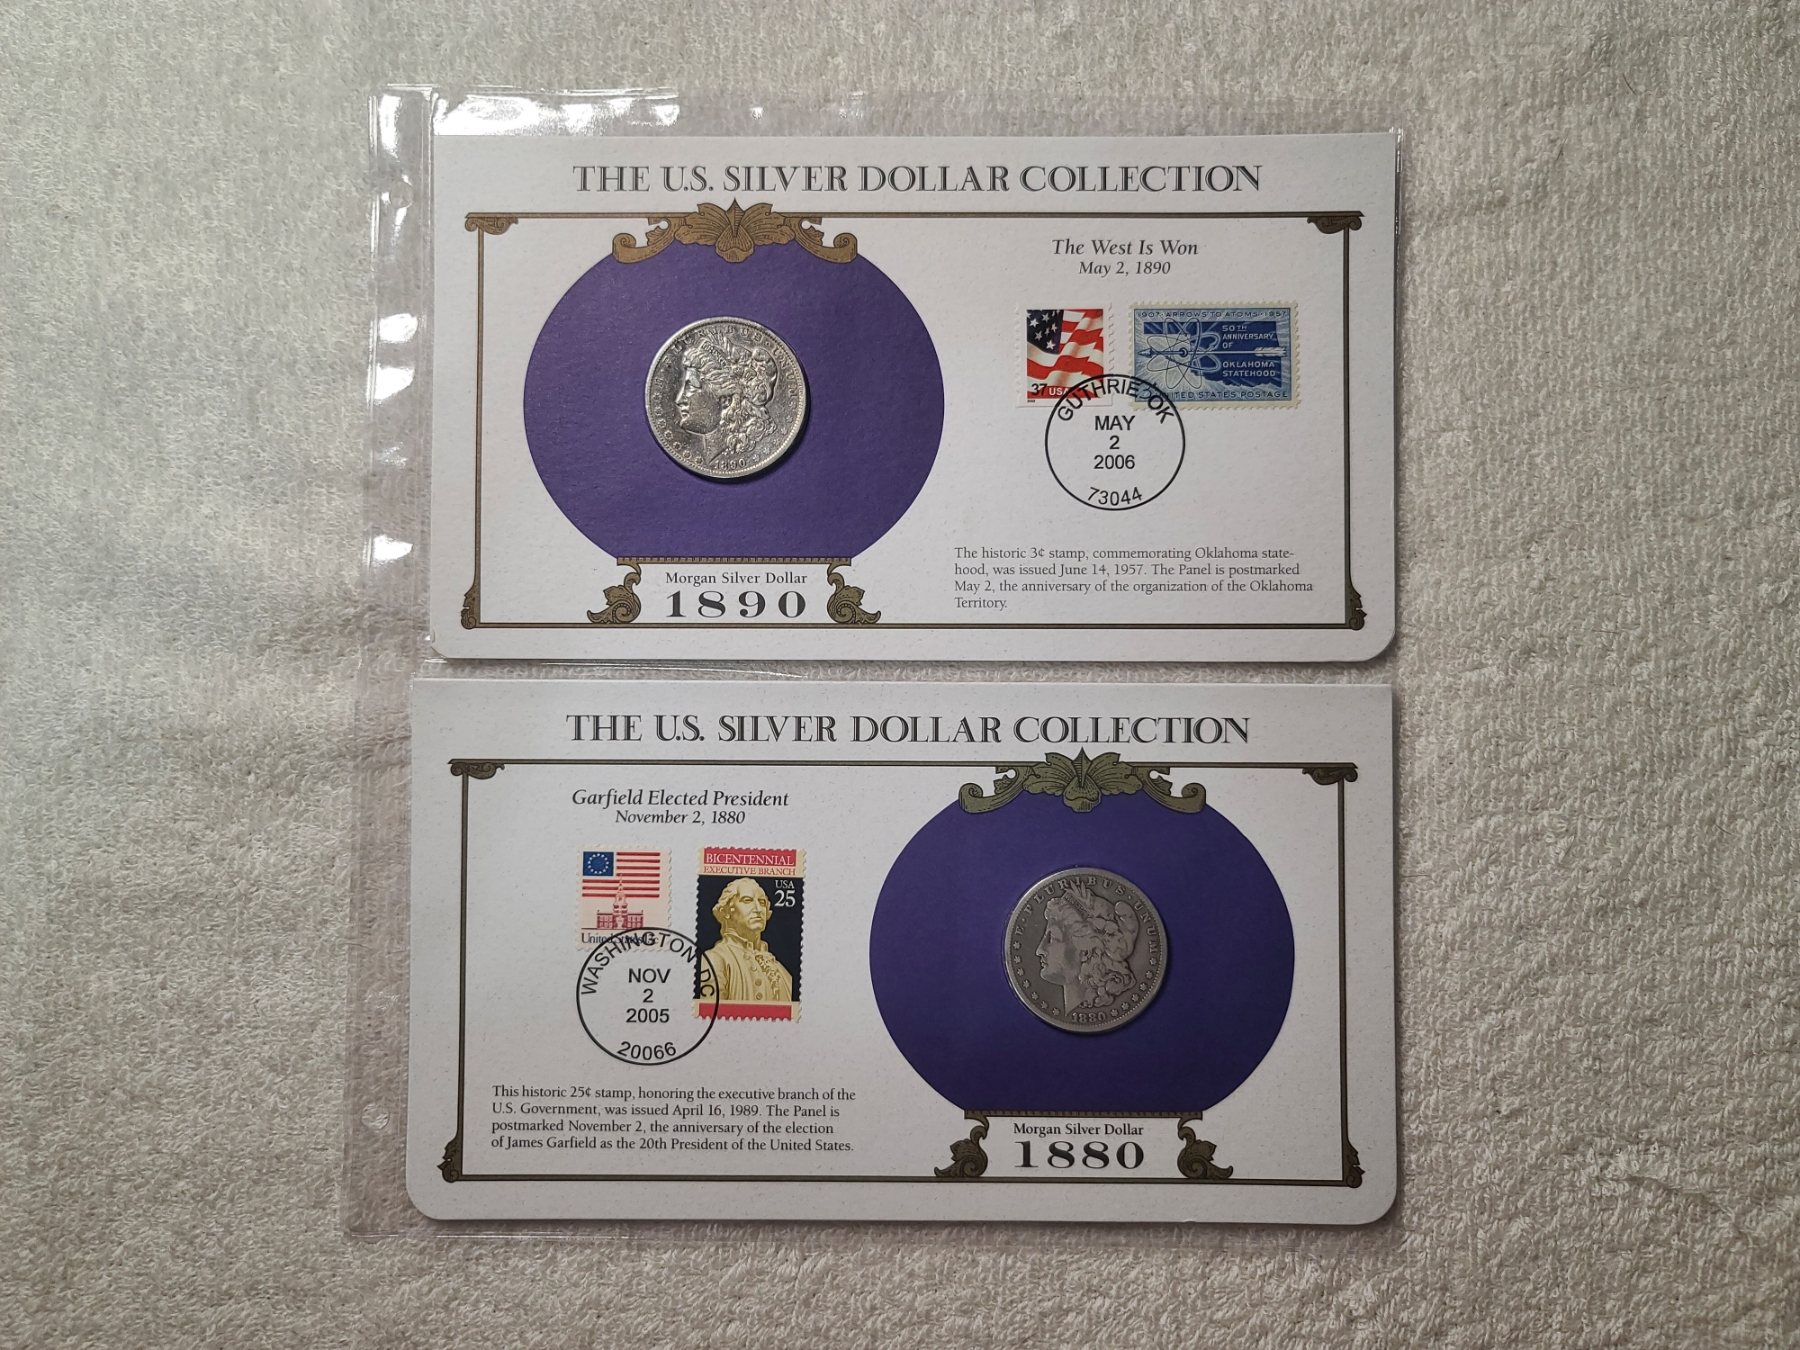 THE U.S. SILVER DOLLAR COLLECTION
The West Is Won
May 2, 1890
1907·ARROWS TO ATOMS·1957
50TH
ANNIVERSARY
OF
OKLAHOMA
STATEHOOD
UNITED STATES POSTAGE
37 USA
GUTHRIE OK
MAY
2
2006
73044
1890
The historic 3¢ stamp, commemorating Oklahoma state-
hood, was issued June 14, 1957. The Panel is postmarked
May 2, the anniversary of the organization of the Oklahoma
Territory.
Morgan Silver Dollar
1890
THE U.S. SILVER DOLLAR COLLECTION
Garfield Elected President
November 2, 1880
BICENTENNIAL
EXECUTIVE BRANCH
USA
25
United States
WASHINGTON DC
NOV
2
2005
20066
E·PLURIBUS·UNUM
1880
This historic 25¢ stamp, honoring the executive branch of the
U.S. Government, was issued April 16, 1989. The Panel is
postmarked November 2, the anniversary of the election
of James Garfield as the 20th President of the United States.
Morgan Silver Dollar
1880